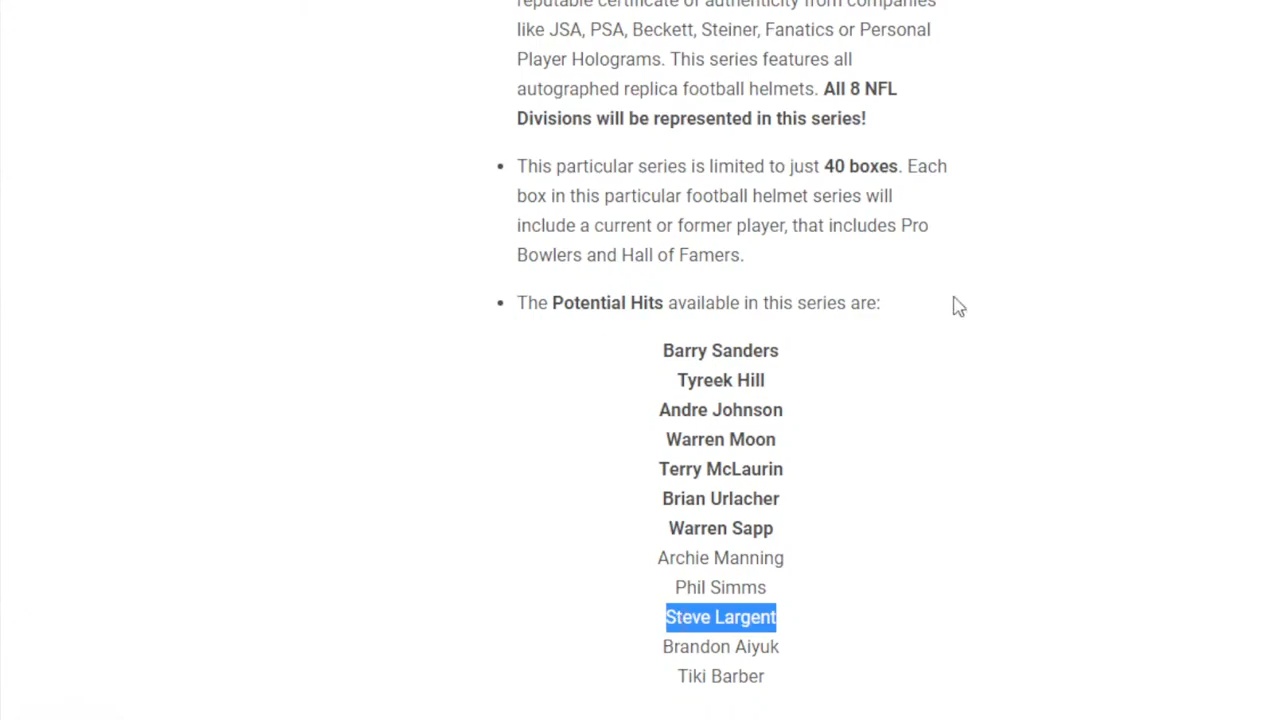 reputable certificate of authenticity from companies
like JSA, PSA, Beckett, Steiner, Fanatics or Personal
Player Holograms. This series features all
autographed replica football helmets. All 8 NFL
Divisions will be represented in this series!
This particular series is limited to just 40 boxes. Each
box in this particular football helmet series will
include a current or former player, that includes Pro
Bowlers and Hall of Famers.
The Potential Hits available in this series are:
Barry Sanders
Tyreek Hill
Andre Johnson
Warren Moon
Terry McLaurin
Brian Urlacher
Warren Sapp
Archie Manning
Phil Simms
Steve Largent
Brandon Aiyuk
Tiki Barber